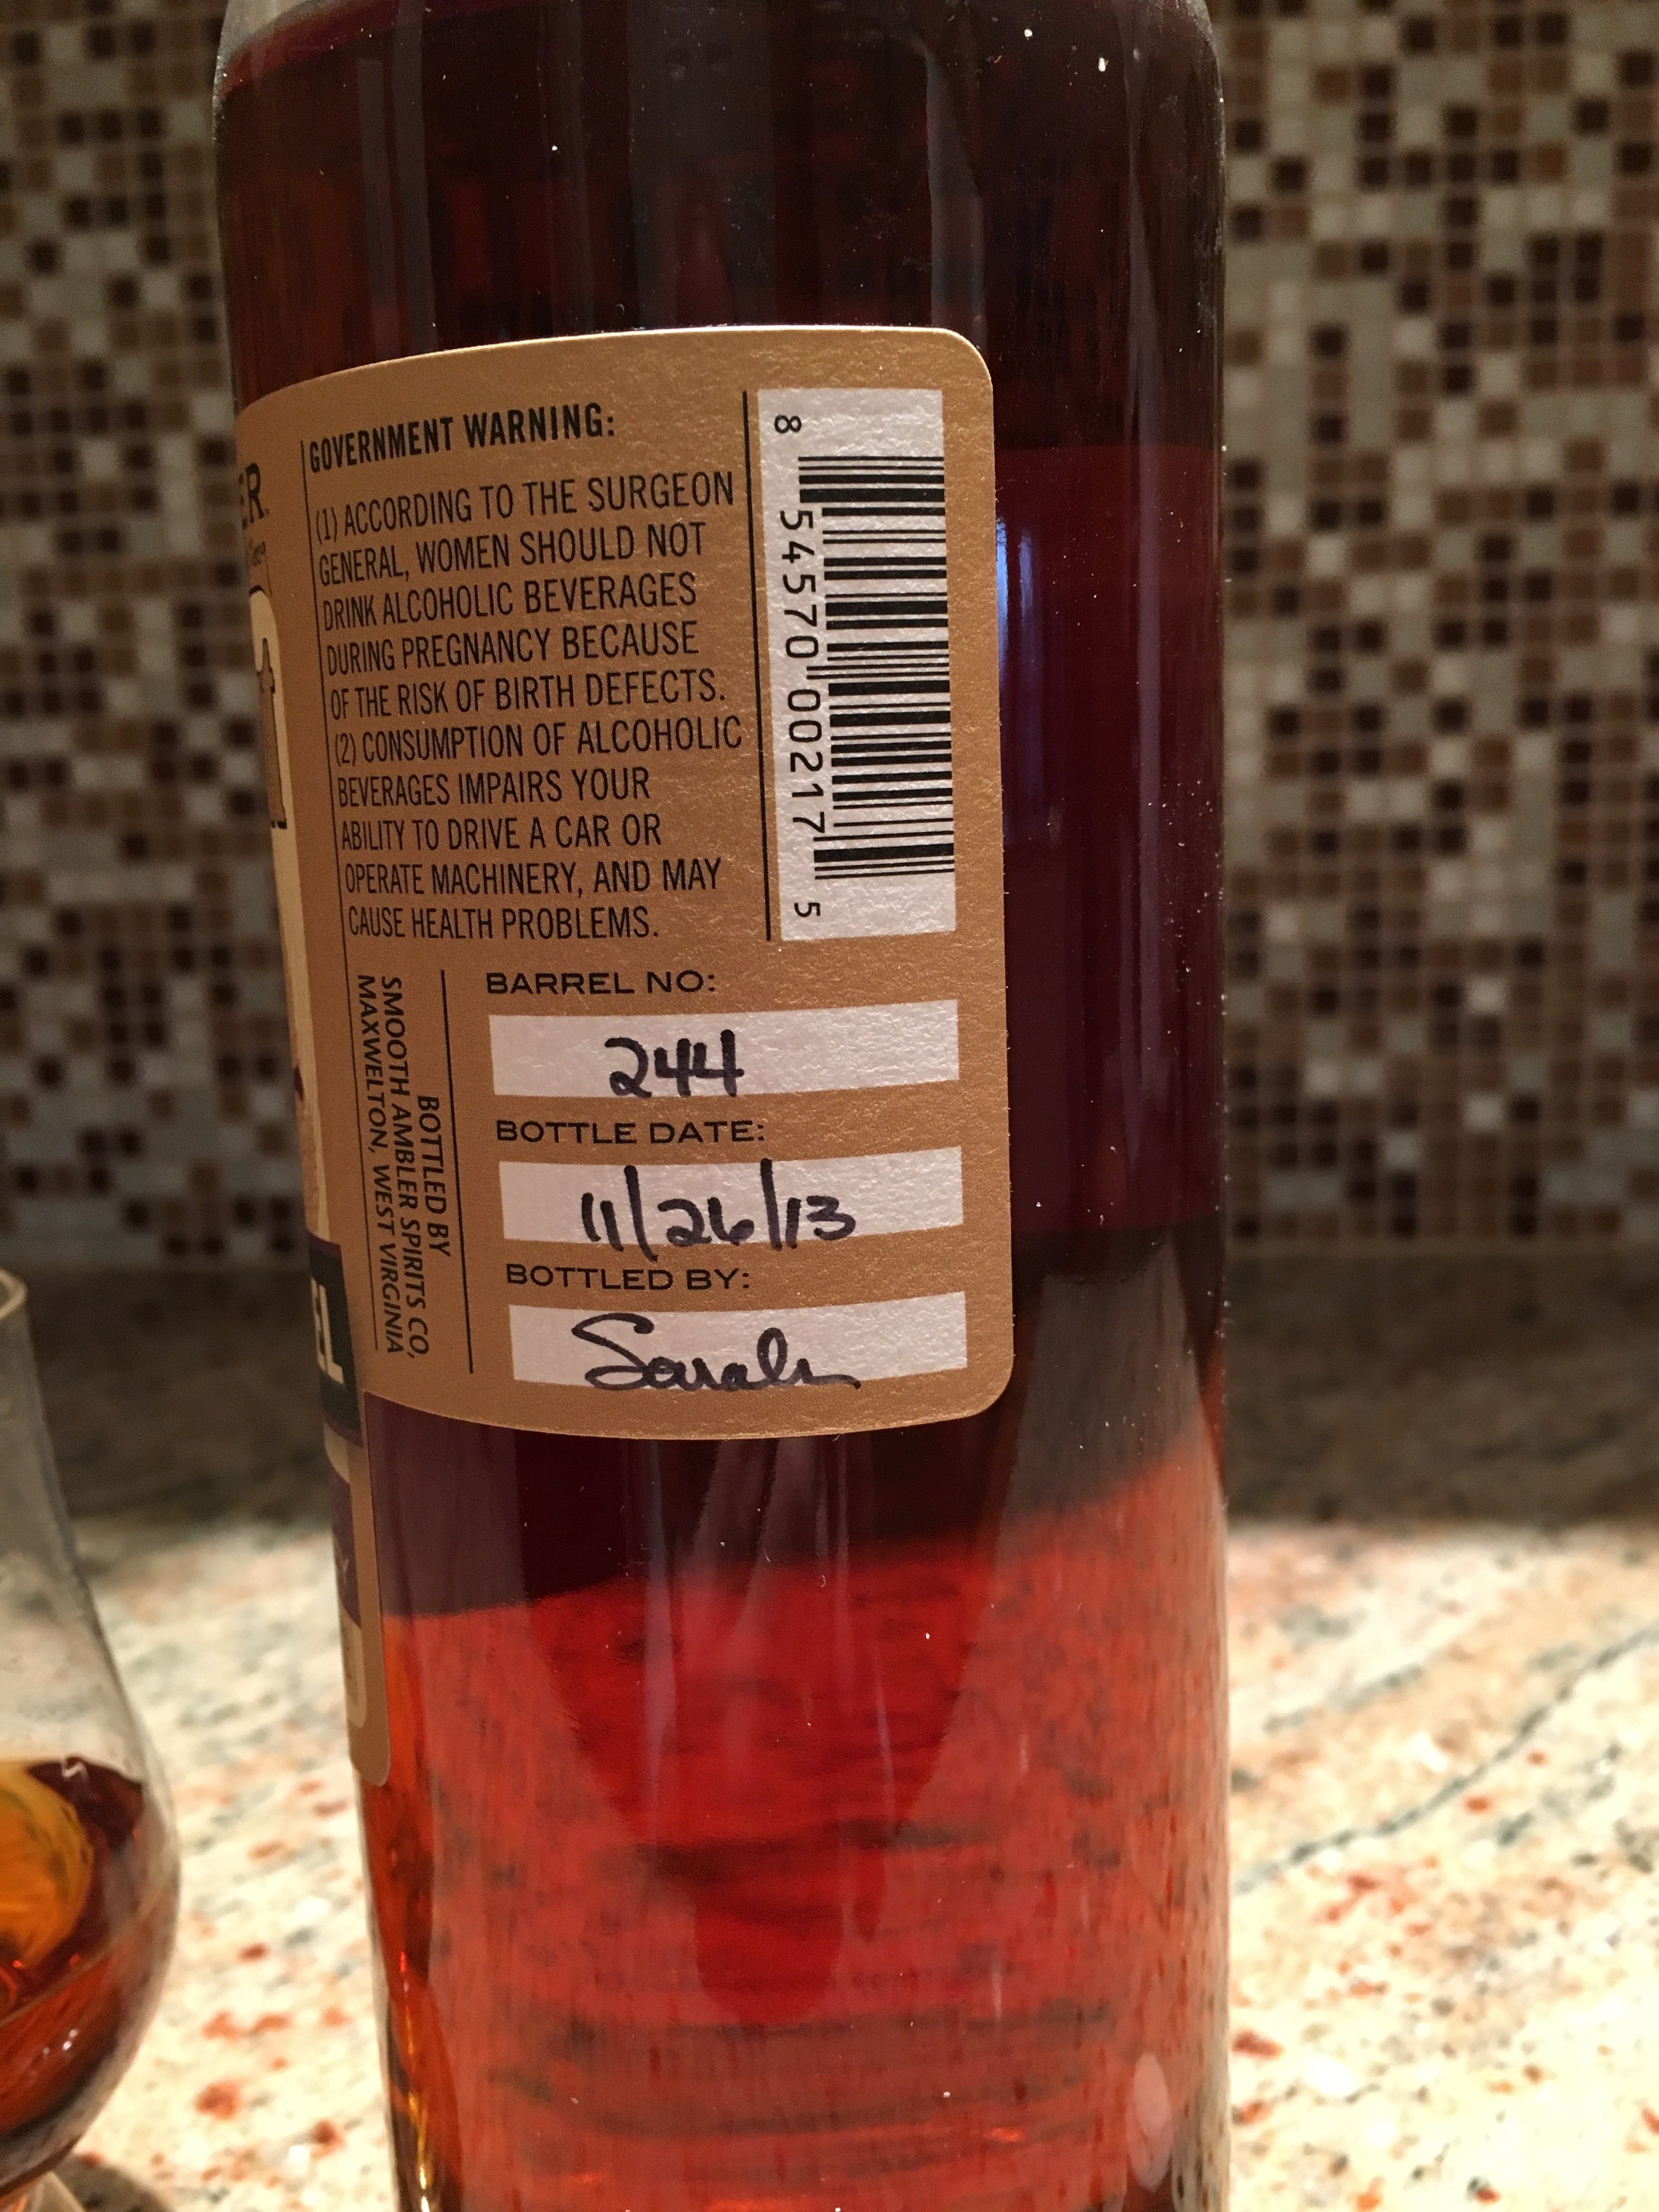 ER
GOVERNMENT WARNING:
(1) ACCORDING TO THE SURGEON
GENERAL, WOMEN SHOULD NOT
DRINK ALCOHOLIC BEVERAGES
DURING PREGNANCY BECAUSE
OF THE RISK OF BIRTH DEFECTS.
(2) CONSUMPTION OF ALCOHOLIC
BEVERAGES IMPAIRS YOUR
ABILITY TO DRIVE A CAR OR
OPERATE MACHINERY, AND MAY
CAUSE HEALTH PROBLEMS.
8 54570 00217 5
BOTTLED BY
SMOOTH AMBLER SPIRITS CO,
MAXWELTON, WEST VIRGINIA
BARREL NO:
244
BOTTLE DATE:
11/26/13
BOTTLED BY:
Sarah
EL